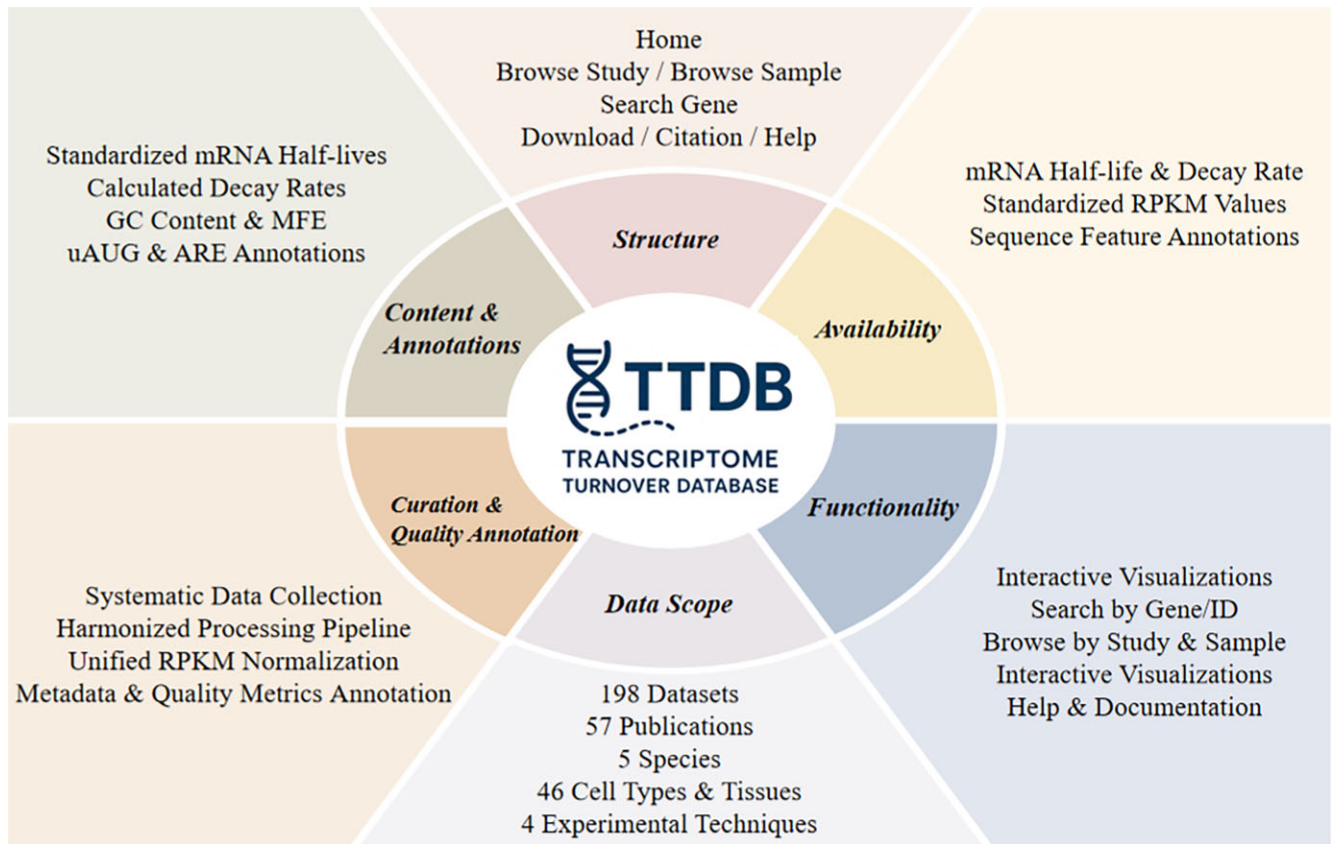 Home
Browse Study / Browse Sample
Search Gene
Download / Citation / Help
Structure
Standardized mRNA Half-lives
Calculated Decay Rates
GC Content & MFE
uAUG & ARE Annotations
Content &
Annotations
mRNA Half-life & Decay Rate
Standardized RPKM Values
Sequence Feature Annotations
Availability
TTDB
TRANSCRIPTOME
TURNOVER DATABASE
Curation &
Quality Annotation
Systematic Data Collection
Harmonized Processing Pipeline
Unified RPKM Normalization
Metadata & Quality Metrics Annotation
Data Scope
198 Datasets
57 Publications
5 Species
46 Cell Types & Tissues
4 Experimental Techniques
Functionality
Interactive Visualizations
Search by Gene/ID
Browse by Study & Sample
Interactive Visualizations
Help & Documentation